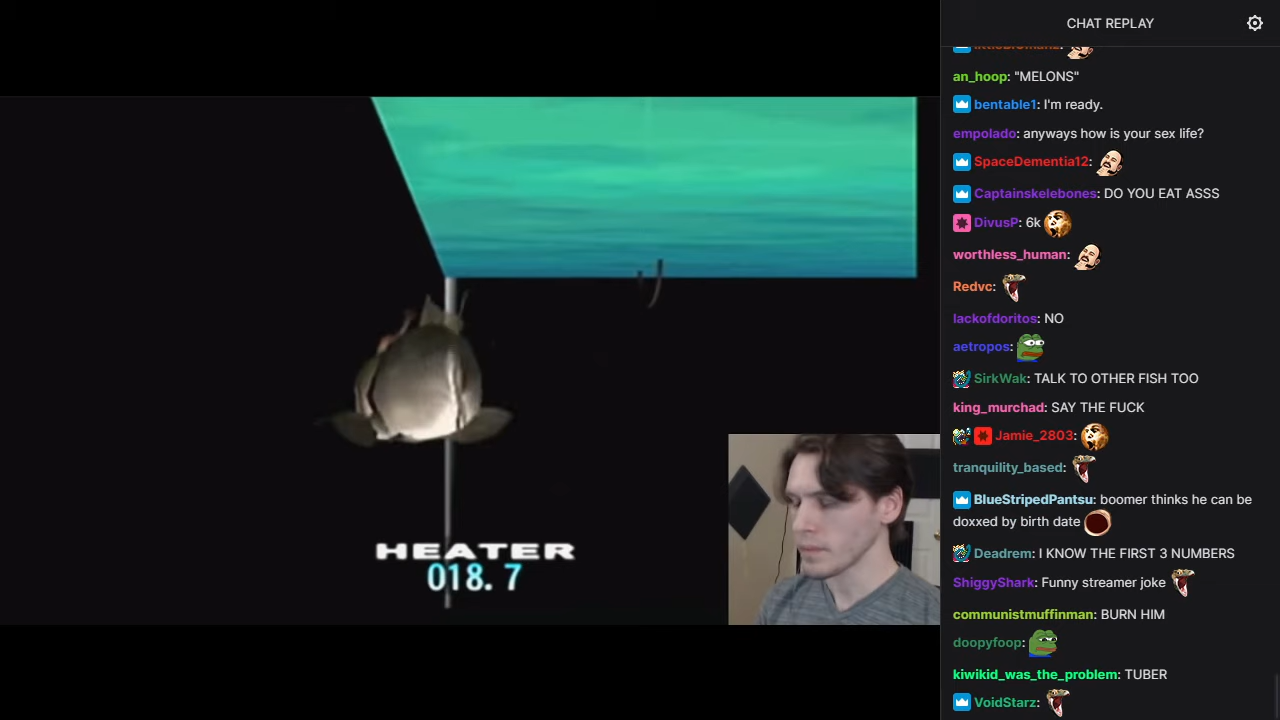 CHAT REPLAY
an_hoop: "MELONS"
bentable1: I'm ready.
empolado: anyways how is your sex life?
SpaceDementia12:
Captainskelebones: DO YOU EAT ASSS
DivusP: 6k
worthless_human:
Redvc:
lackofdoritos: NO
aetropos:
SirkWak: TALK TO OTHER FISH TOO
king_murchad: SAY THE FUCK
Jamie_2803:
tranquility_based:
BlueStripedPantsu: boomer thinks he can be
doxxed by birth date
Deadrem: I KNOW THE FIRST 3 NUMBERS
ShiggyShark: Funny streamer joke
communistmuffinman: BURN HIM
doopyfoop:
kiwikid_was_the_problem: TUBER
VoidStarz:
HEATER
018. 7